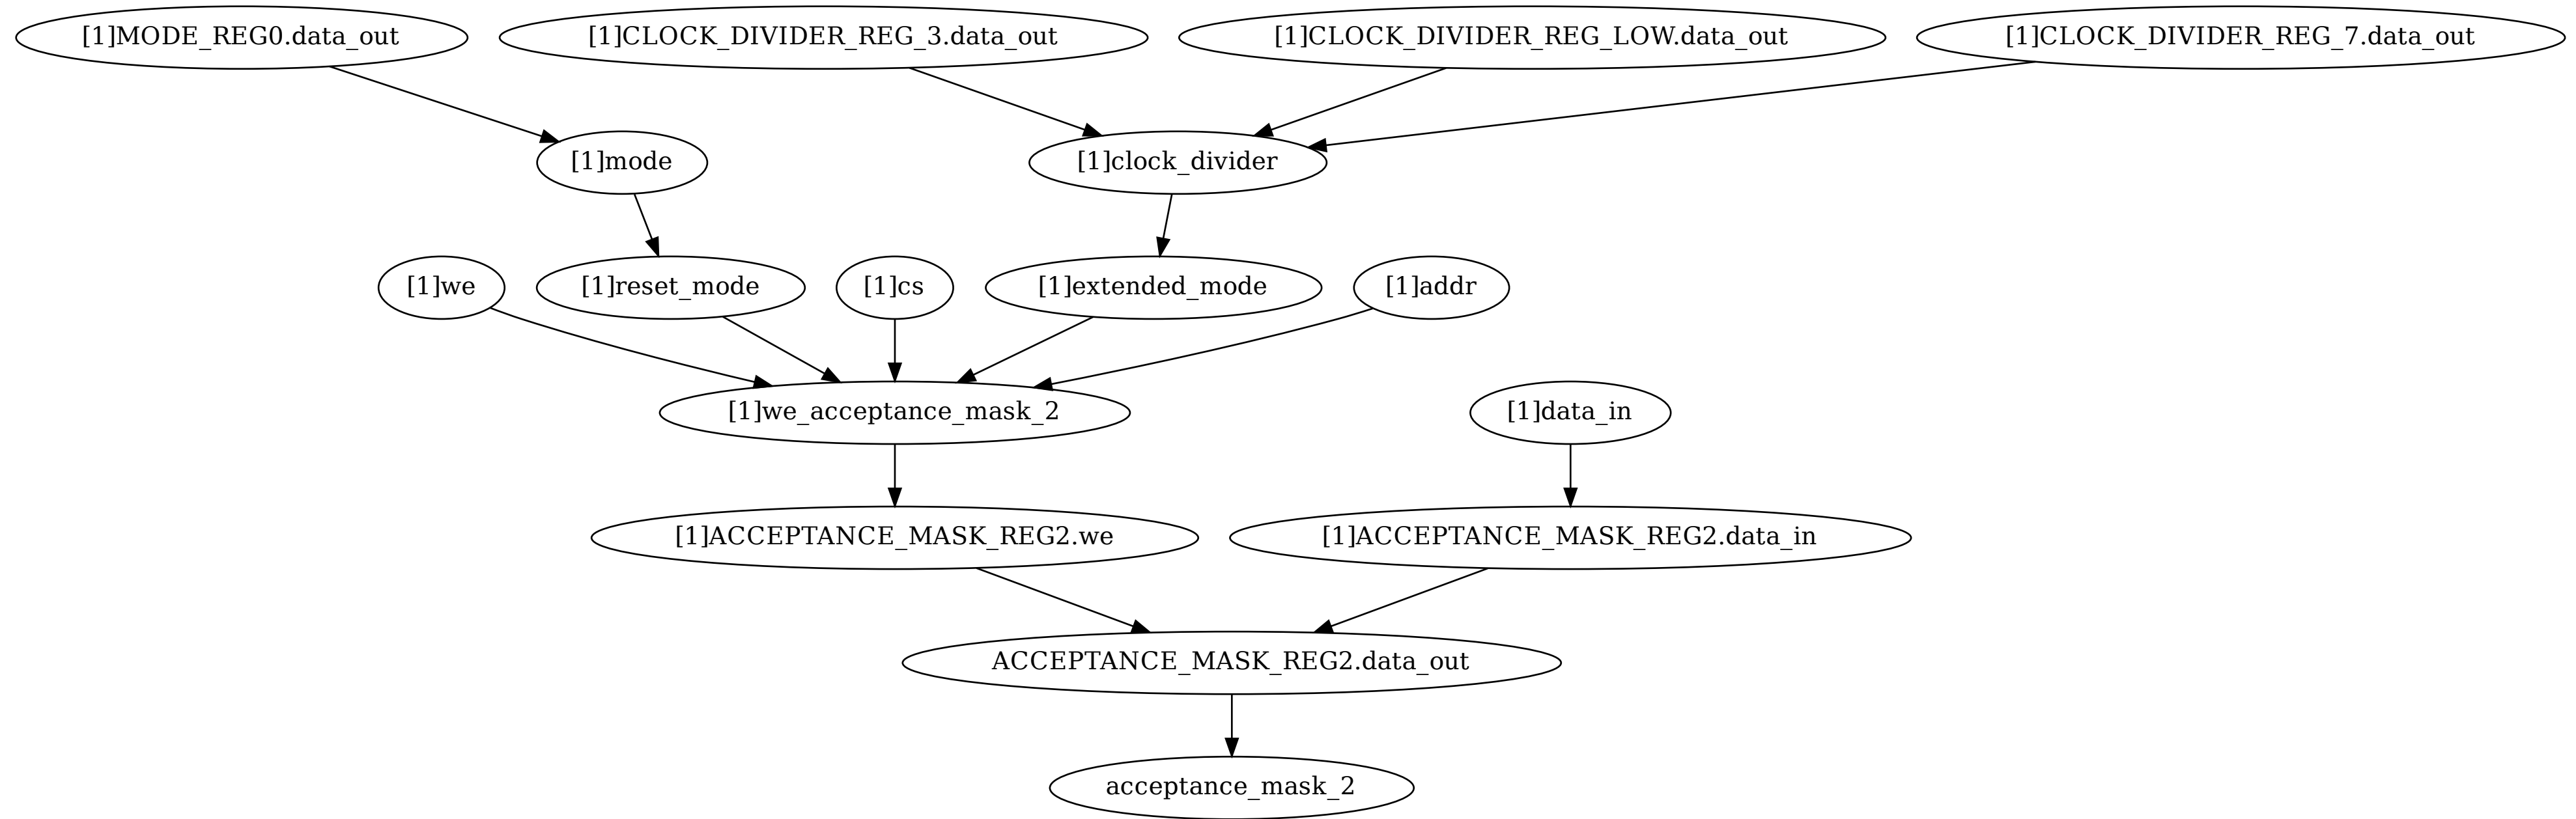 [1]MODE_REG0.data_out
[1]CLOCK_DIVIDER_REG_3.data_out
[1]CLOCK_DIVIDER_REG_LOW.data_out
[1]CLOCK_DIVIDER_REG_7.data_out
[1]mode
[1]clock_divider
[1]we
[1]reset_mode
[1]cs
[1]extended_mode
[1]addr
[1]we_acceptance_mask_2
[1]data_in
[1]ACCEPTANCE_MASK_REG2.we
[1]ACCEPTANCE_MASK_REG2.data_in
ACCEPTANCE_MASK_REG2.data_out
acceptance_mask_2